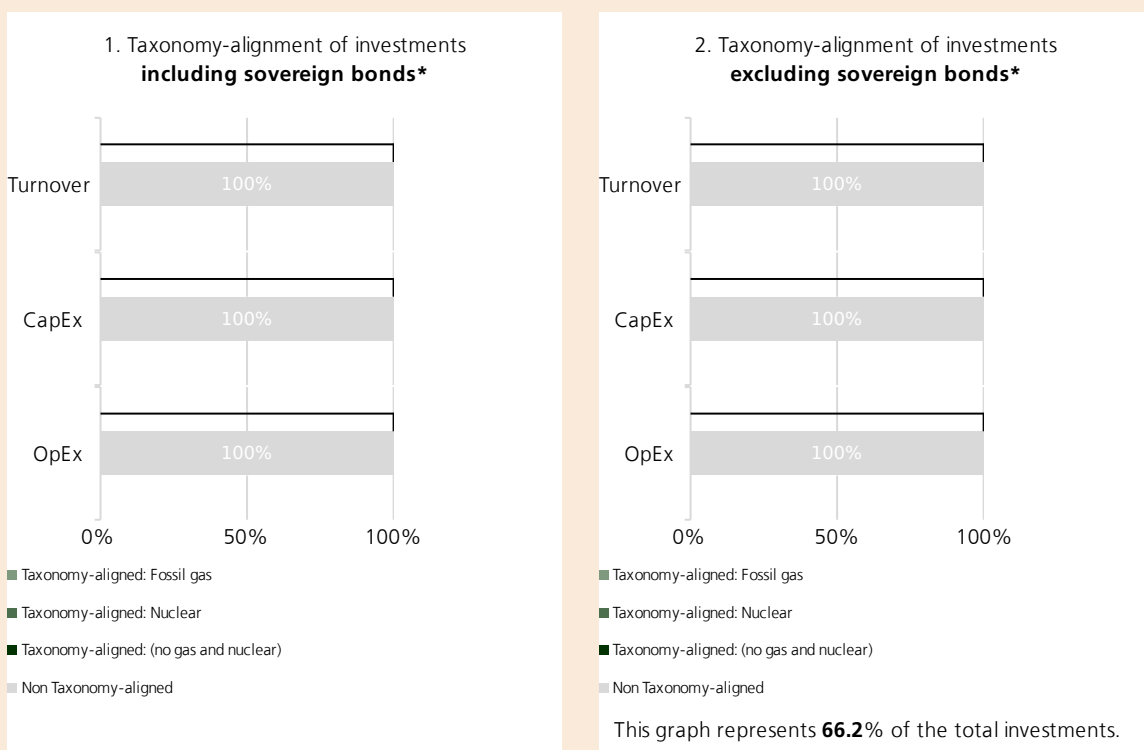 1. Taxonomy-alignment of investments
including sovereign bonds*
Turnover
100%
CapEx
100%
OpEx
100%
0% 50% 100%
Taxonomy-aligned: Fossil gas
Taxonomy-aligned: Nuclear
Taxonomy-aligned: (no gas and nuclear)
Non Taxonomy-aligned
2. Taxonomy-alignment of investments
excluding sovereign bonds*
Turnover
100%
CapEx
100%
OpEx
100%
0% 50% 100%
Taxonomy-aligned: Fossil gas
Taxonomy-aligned: Nuclear
Taxonomy-aligned: (no gas and nuclear)
Non Taxonomy-aligned
This graph represents 66.2% of the total investments.